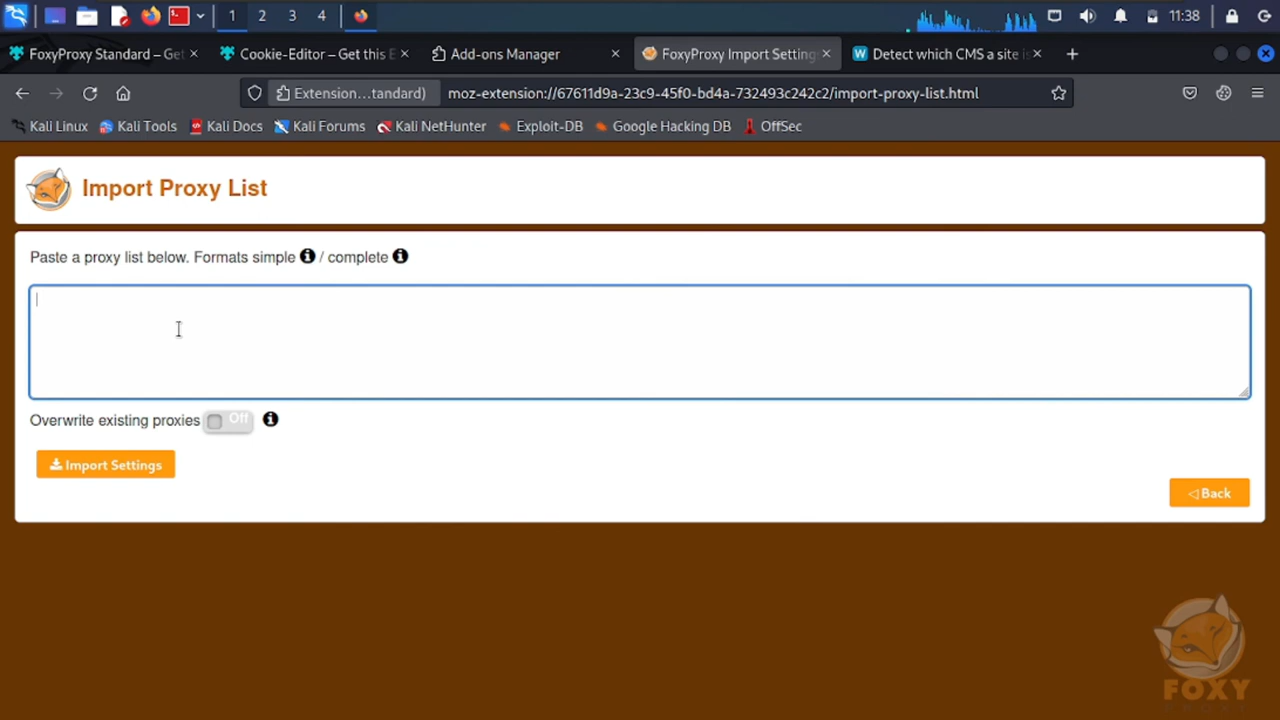 1 2 3 4 11:38
FoxyProxy Standard – Get
Cookie-Editor – Get this E
Add-ons Manager
FoxyProxy Import Setting
Detect which CMS a site is
Extension...tandard)
moz-extension://67611d9a-23c9-45f0-bd4a-732493c242c2/import-proxy-list.html
Kali Linux Kali Tools Kali Docs Kali Forums Kali NetHunter Exploit-DB Google Hacking DB OffSec
Import Proxy List
Paste a proxy list below. Formats simple / complete
Overwrite existing proxies Off
Import Settings
Back
FOXY